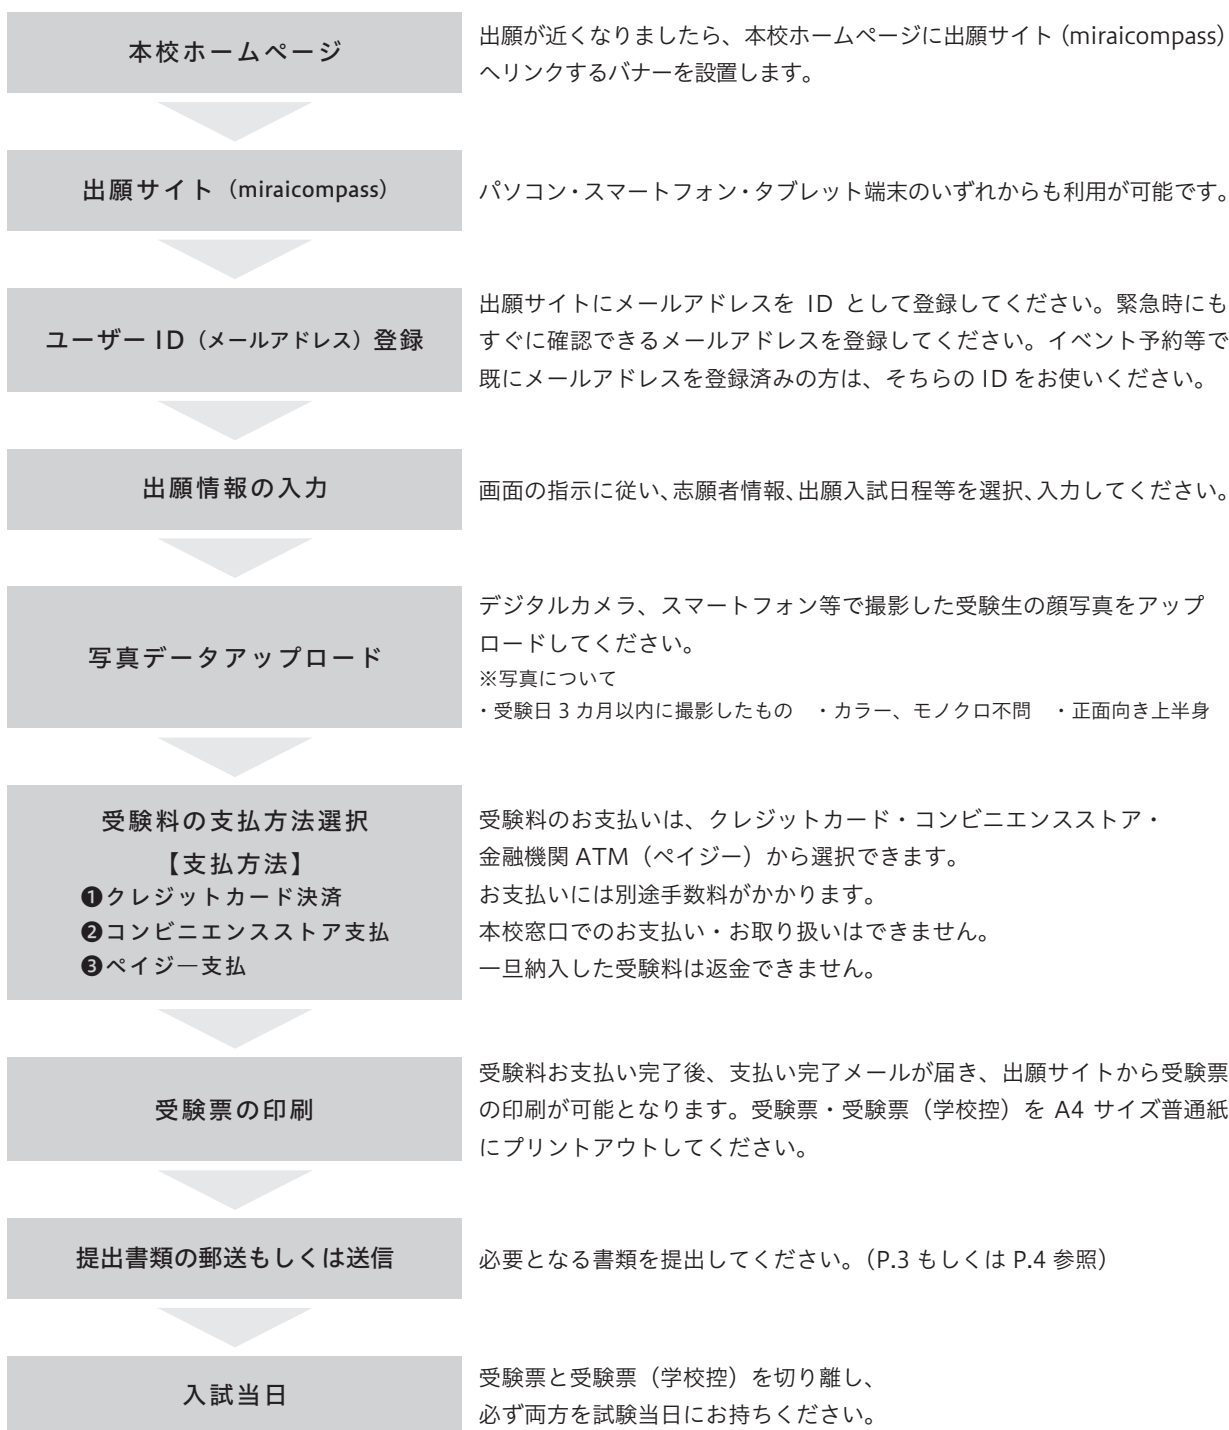 本校ホームページ
出願が近くなりましたら、本校ホームページに出願サイト(miraicompass)
へリンクするバナーを設置します。
出願サイト(miraicompass)
パソコン・スマートフォン・タブレット端末のいずれからも利用が可能です。
ユーザーID(メールアドレス)登録
出願サイトにメールアドレスを ID として登録してください。緊急時にも
すぐに確認できるメールアドレスを登録してください。イベント予約等で
既にメールアドレスを登録済みの方は、そちらの ID をお使いください。
出願情報の入力
画面の指示に従い、志願者情報、出願入試日程等を選択、入力してください。
写真データアップロード
デジタルカメラ、スマートフォン等で撮影した受験生の顔写真をアップ
ロードしてください。
※写真について
・受験日 3 カ月以内に撮影したもの ・カラー、モノクロ不問 ・正面向き上半身
受験料の支払方法選択
【支払方法】
❶クレジットカード決済
❷コンビニエンスストア支払
❸ペイジ―支払
受験料のお支払いは、クレジットカード・コンビニエンスストア・
金融機関 ATM(ペイジー)から選択できます。
お支払いには別途手数料がかかります。
本校窓口でのお支払い・お取り扱いはできません。
一旦納入した受験料は返金できません。
受験票の印刷
受験料お支払い完了後、支払い完了メールが届き、出願サイトから受験票
の印刷が可能となります。受験票・受験票(学校控)を A4 サイズ普通紙
にプリントアウトしてください。
提出書類の郵送もしくは送信
必要となる書類を提出してください。(P.3 もしくは P.4 参照)
入試当日
受験票と受験票(学校控)を切り離し、
必ず両方を試験当日にお持ちください。